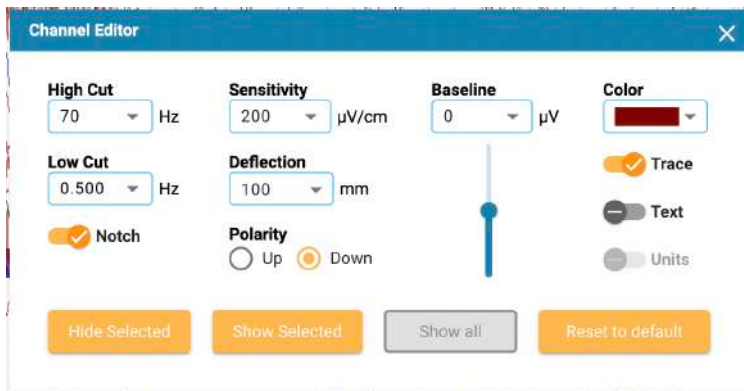 Channel Editor
High Cut
70 Hz
Sensitivity
200 µV/cm
Baseline
0 µV
Color
Low Cut
0.500 Hz
Deflection
100 mm
Trace
Text
Notch
Polarity
Up Down
Units
Hide Selected
Show Selected
Show all
Reset to default